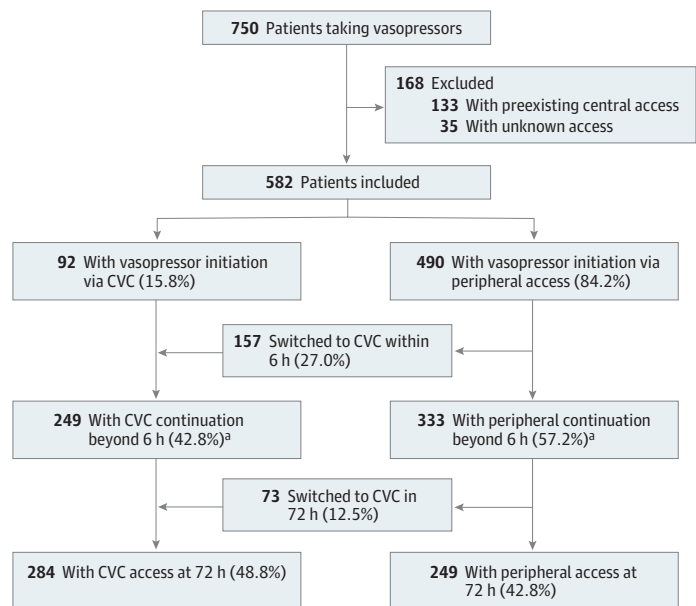 750 Patients taking vasopressors
168 Excluded
133 With preexisting central access
35 With unknown access
582 Patients included
92 With vasopressor initiation
via CVC (15.8%)
490 With vasopressor initiation via
peripheral access (84.2%)
157 Switched to CVC within
6 h (27.0%)
249 With CVC continuation
beyond 6 h (42.8%)ᵃ
333 With peripheral continuation
beyond 6 h (57.2%)ᵃ
73 Switched to CVC in
72 h (12.5%)
284 With CVC access at 72 h (48.8%)
249 With peripheral access at
72 h (42.8%)